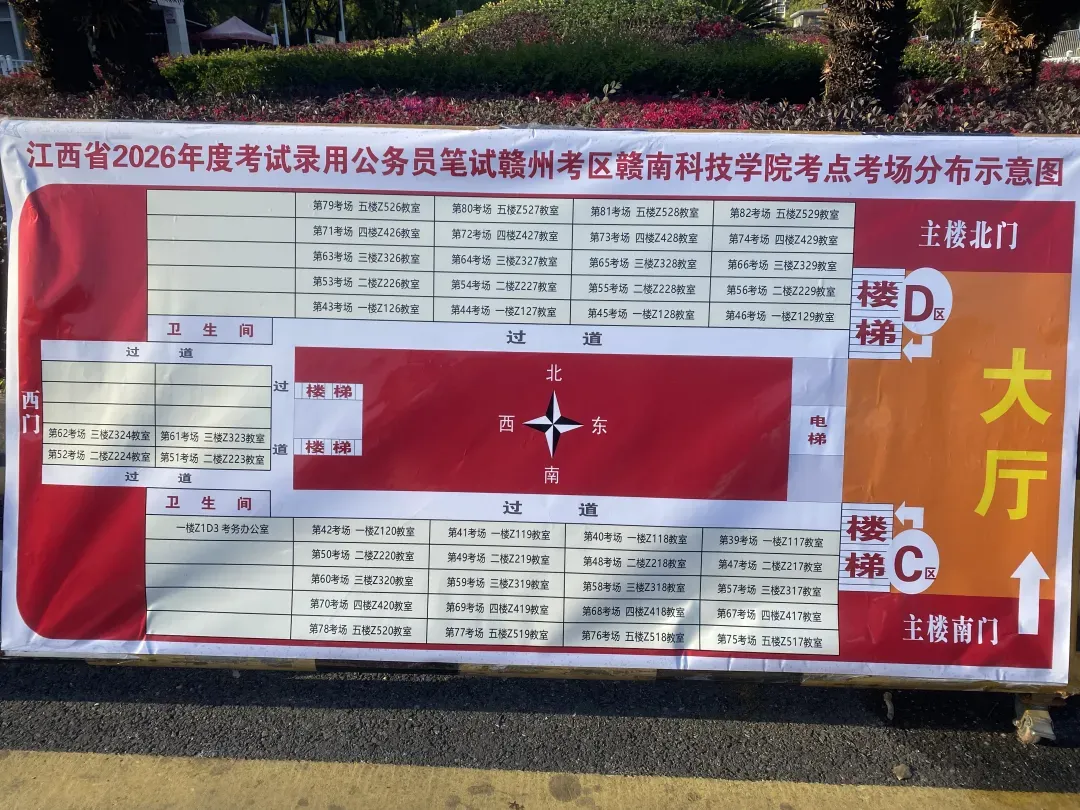 江西省2026年度考试录用公务员笔试赣州考区赣南科技学院考点考场分布示意图
第79考场 五楼Z526教室 第80考场 五楼Z527教室 第81考场 五楼Z528教室 第82考场 五楼Z529教室
第71考场 四楼Z426教室 第72考场 四楼Z427教室 第73考场 四楼Z428教室 第74考场 四楼Z429教室
第63考场 三楼Z326教室 第64考场 三楼Z327教室 第65考场 三楼Z328教室 第66考场 三楼Z329教室
第53考场 二楼Z226教室 第54考场 二楼Z227教室 第55考场 二楼Z228教室 第56考场 二楼Z229教室
第43考场 一楼Z126教室 第44考场 一楼Z127教室 第45考场 一楼Z128教室 第46考场 一楼Z129教室
主楼北门
楼梯
D区
卫生间
过道
过道
西门
第62考场 三楼Z324教室 第61考场 三楼Z323教室
第52考场 二楼Z224教室 第51考场 二楼Z223教室
过道
楼梯
楼梯
北
西 东
南
电梯
大厅
过道
过道
卫生间
一楼Z1D3 考务办公室 第42考场 一楼Z120教室 第41考场 一楼Z119教室 第40考场 一楼Z118教室 第39考场 一楼Z117教室
第50考场 二楼Z220教室 第49考场 二楼Z219教室 第48考场 二楼Z218教室 第47考场 二楼Z217教室
第60考场 三楼Z320教室 第59考场 三楼Z319教室 第58考场 三楼Z318教室 第57考场 三楼Z317教室
第70考场 四楼Z420教室 第69考场 四楼Z419教室 第68考场 四楼Z418教室 第67考场 四楼Z417教室
第78考场 五楼Z520教室 第77考场 五楼Z519教室 第76考场 五楼Z518教室 第75考场 五楼Z517教室
楼梯
C区
主楼南门